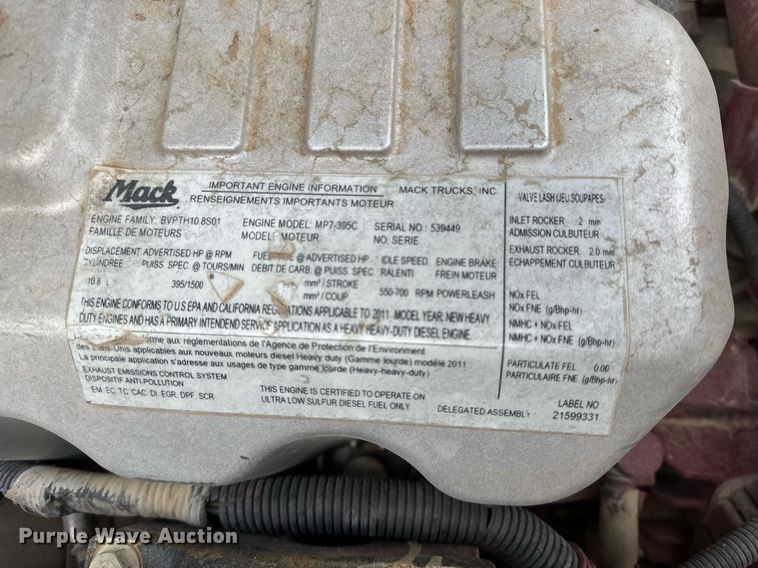 Mack
IMPORTANT ENGINE INFORMATION MACK TRUCKS, INC.
RENSEIGNEMENTS IMPORTANTS MOTEUR
ENGINE FAMILY: BVPTH10.8S01 ENGINE MODEL: MP7-395C SERIAL NO : 539449
FAMILLE DE MOTEURS MODEL MOTEUR NO. SERIE
DISPLACEMENT ADVERTISED HP @ RPM @ ADVERTISED HP IDLE SPEED ENGINE BRAKE
CYLINDREE PUISS SPEC @ TOURS/MIN DEBIT DE CARB @ PUISS SPEC RALENTI FREIN MOTEUR
10.8 L 395/1500 mm³ / STROKE
mm³ / COUP 550-700 RPM POWERLEASH
THIS ENGINE CONFORMS TO U.S EPA AND CALIFORNIA REGULATIONS APPLICABLE TO 2011 MODEL YEAR, NEW HEAVY
DUTY ENGINES AND HAS A PRIMARY INTENDED SERVICE APPLICATION AS A HEAVY HEAVY-DUTY DIESEL ENGINE.
aux réglementations de l'Agence de Protection de l'Environnement
des Etats-Unis applicables aux nouveaux moteurs diesel Heavy duty (Gamme lourde) modèle 2011
La principale application s'adresse aux usages de type gamme lourde (Heavy-heavy-duty)
EXHAUST EMISSIONS CONTROL SYSTEM
DISPOSITIF ANTI-POLLUTION
EM EC TC, CAC DI EGR, DPF SCR
THIS ENGINE IS CERTIFIED TO OPERATE ON
ULTRA LOW SULFUR DIESEL FUEL ONLY
DELEGATED ASSEMBLY
VALVE LASH (JEU SOUPAPES)
INLET ROCKER .2 mm
ADMISSION CULBUTEUR
EXHAUST ROCKER 2.0 mm
ECHAPPEMENT CULBUTEUR
NOx FEL
NOx FNE (g/Bhp-hr)
NMHC + NOx FEL
NMHC + NOx FNE (g/Bhp-hr)
PARTICULATE FEL 0.00
PARTICULAIRE FNE (g/Bhp-hr)
LABEL NO
21599331
Purple Wave Auction